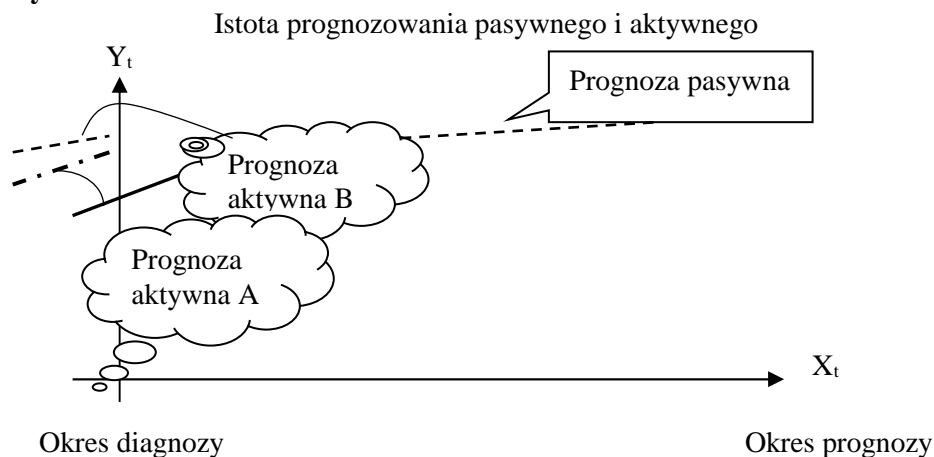 Istota prognozowania pasywnego i aktywnego
Yt
Prognoza pasywna
Prognoza
aktywna B
Prognoza
aktywna A
Xt
Okres diagnozy
Okres prognozy